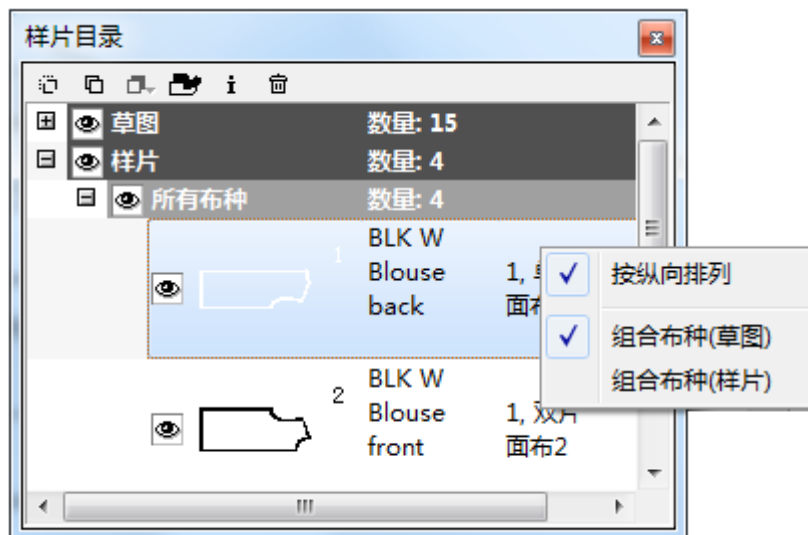 样片目录
草图 数量: 15
样片 数量: 4
所有布种 数量: 4
1
BLK W
Blouse
back
1,
面布
按纵向排列
组合布种(草图)
组合布种(样片)
2
BLK W
Blouse
front
1, 双片
面布2